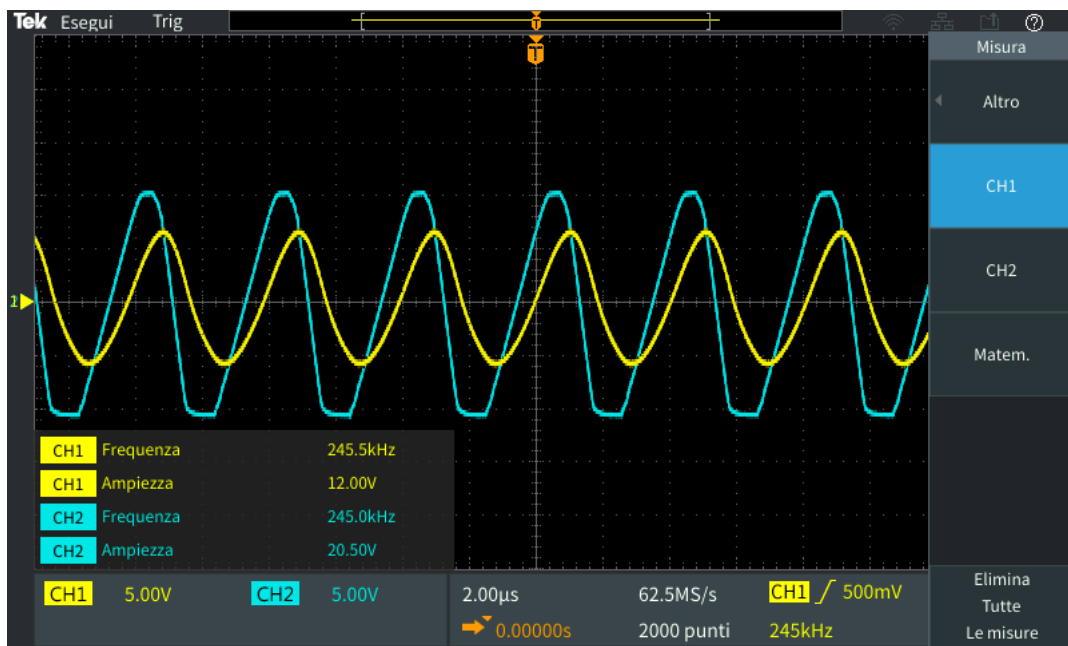 Tek Esegui Trig
T
T
Misura
Altro
CH1
CH2
Matem.
CH1 Frequenza 245.5kHz
CH1 Ampiezza 12.00V
CH2 Frequenza 245.0kHz
CH2 Ampiezza 20.50V
CH1 5.00V CH2 5.00V 2.00µs 62.5MS/s CH1 500mV
0.00000s 2000 punti 245kHz
Elimina
Tutte
Le misure